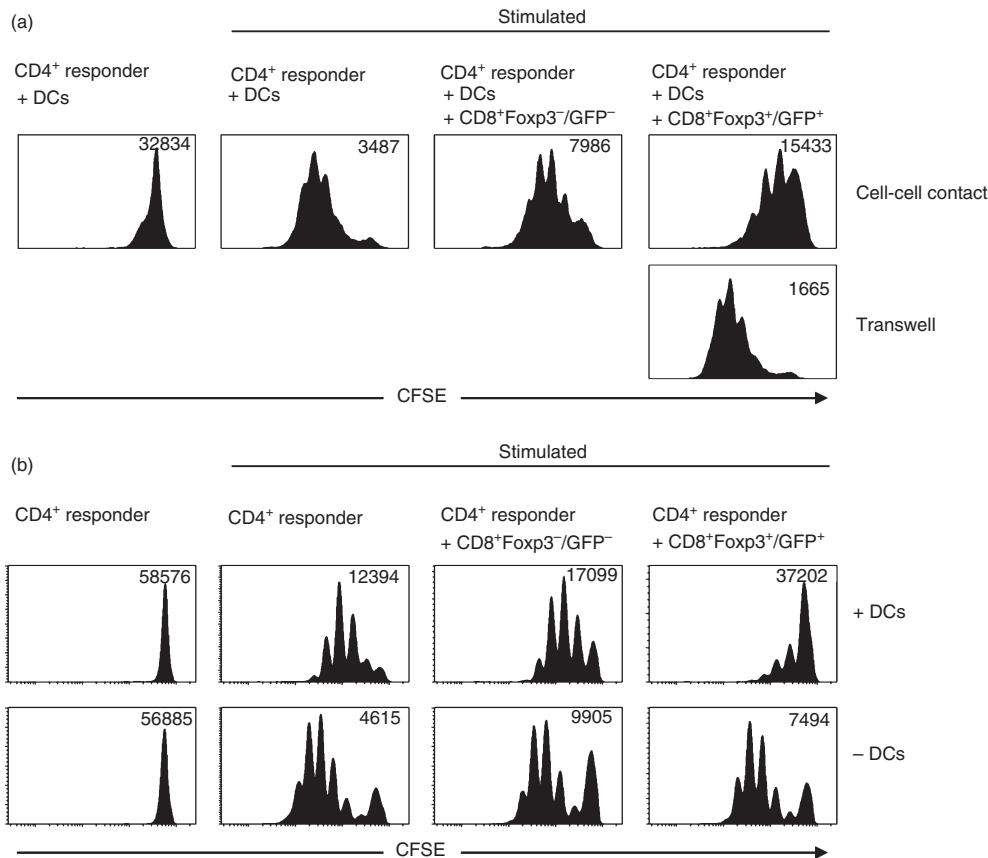 (a)
Stimulated
CD4⁺ responder
+ DCs
CD4⁺ responder
+ DCs
CD4⁺ responder
+ DCs
+ CD8⁺Foxp3⁻/GFP⁻
CD4⁺ responder
+ DCs
+ CD8⁺Foxp3⁺/GFP⁺
32834
3487
7986
15433
Cell-cell contact
1665
Transwell
CFSE
(b)
Stimulated
CD4⁺ responder
CD4⁺ responder
CD4⁺ responder
+ CD8⁺Foxp3⁻/GFP⁻
CD4⁺ responder
+ CD8⁺Foxp3⁺/GFP⁺
58576
12394
17099
37202
+ DCs
56885
4615
9905
7494
– DCs
CFSE